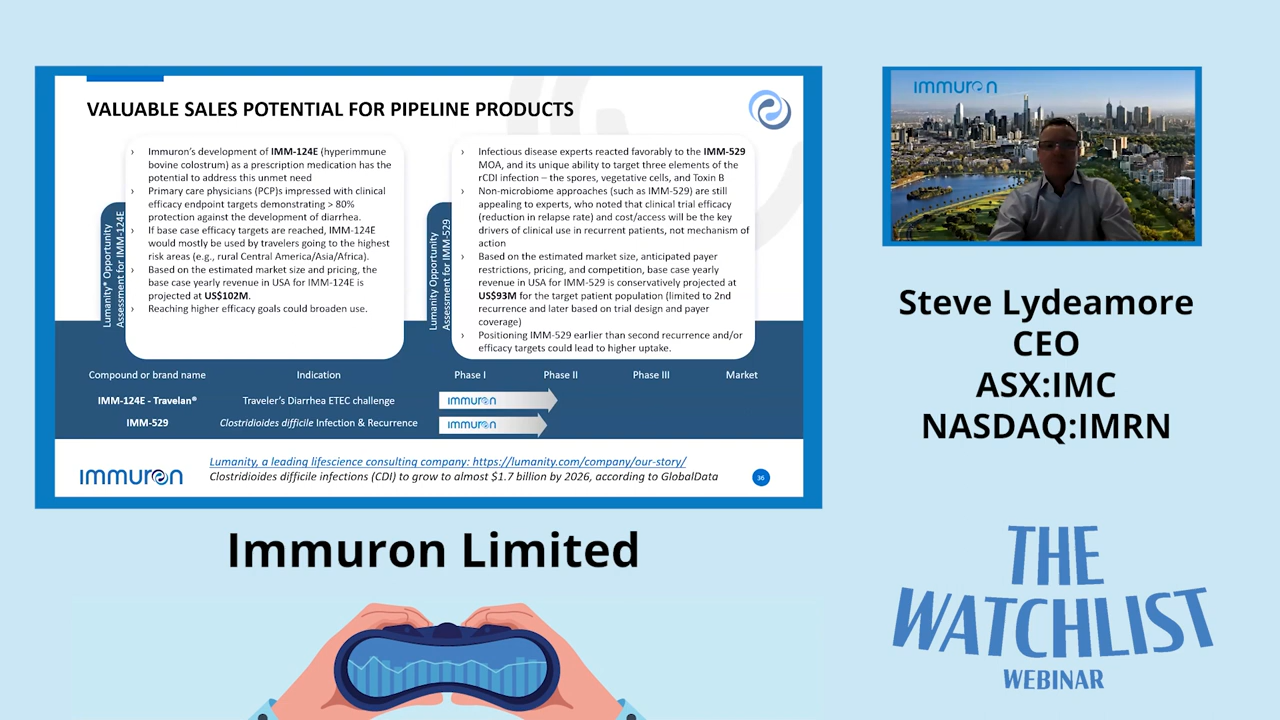 VALUABLE SALES POTENTIAL FOR PIPELINE PRODUCTS
Lumanity® Opportunity
Assessment for IMM-124E
› Immuron's development of IMM-124E (hyperimmune
bovine colostrum) as a prescription medication has the
potential to address this unmet need
› Primary care physicians (PCP)s impressed with clinical
efficacy endpoint targets demonstrating > 80%
protection against the development of diarrhea.
› If base case efficacy targets are reached, IMM-124E
would mostly be used by travelers going to the highest
risk areas (e.g., rural Central America/Asia/Africa).
› Based on the estimated market size and pricing, the
base case yearly revenue in USA for IMM-124E is
projected at US$102M.
› Reaching higher efficacy goals could broaden use.
Lumanity Opportunity
Assessment for IMM-529
› Infectious disease experts reacted favorably to the IMM-529
MOA, and its unique ability to target three elements of the
rCDI infection – the spores, vegetative cells, and Toxin B
› Non-microbiome approaches (such as IMM-529) are still
appealing to experts, who noted that clinical trial efficacy
(reduction in relapse rate) and cost/access will be the key
drivers of clinical use in recurrent patients, not mechanism of
action
› Based on the estimated market size, anticipated payer
restrictions, pricing, and competition, base case yearly
revenue in USA for IMM-529 is conservatively projected at
US$93M for the target patient population (limited to 2nd
recurrence and later based on trial design and payer
coverage)
› Positioning IMM-529 earlier than second recurrence and/or
efficacy targets could lead to higher uptake.
Compound or brand name Indication Phase I Phase II Phase III Market
IMM-124E - Travelan® Traveler's Diarrhea ETEC challenge immuron
IMM-529 Clostridioides difficile Infection & Recurrence immuron
immuron
Lumanity, a leading lifescience consulting company: https://lumanity.com/company/our-story/
Clostridioides difficile infections (CDI) to grow to almost $1.7 billion by 2026, according to GlobalData
36
immuron
Steve Lydeamore
CEO
ASX:IMC
NASDAQ:IMRN
Immuron Limited
THE
WATCHLIST
WEBINAR